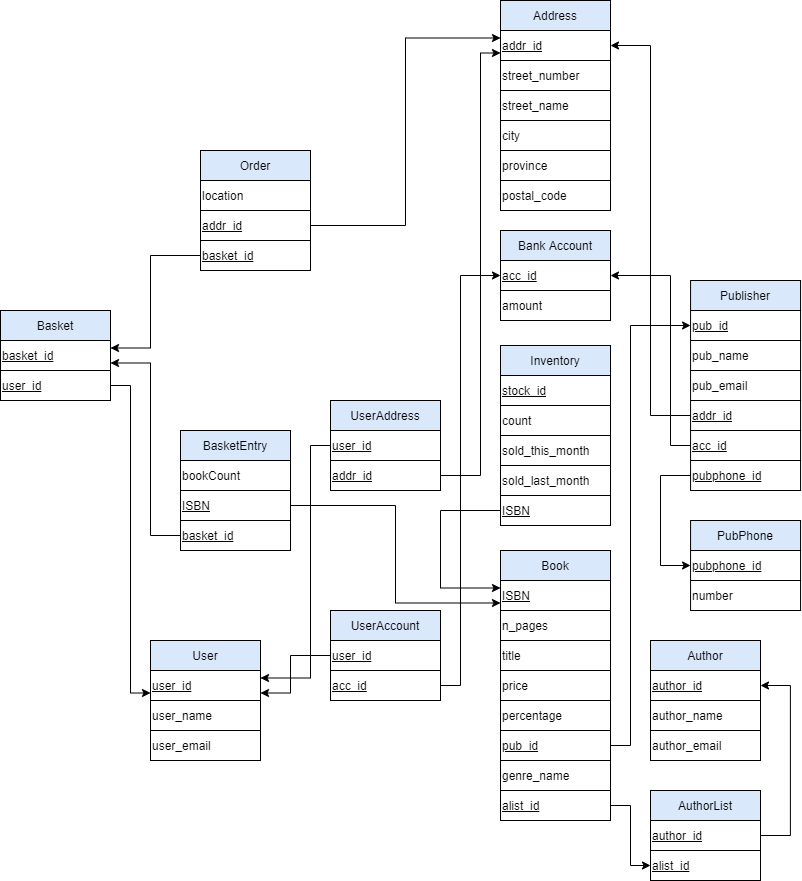 Address
addr_id
street_number
street_name
city
province
postal_code
Order
location
addr_id
basket_id
Bank Account
acc_id
amount
Publisher
pub_id
pub_name
pub_email
addr_id
acc_id
pubphone_id
Basket
basket_id
user_id
Inventory
stock_id
count
sold_this_month
sold_last_month
ISBN
UserAddress
user_id
addr_id
BasketEntry
bookCount
ISBN
basket_id
PubPhone
pubphone_id
number
Book
ISBN
n_pages
title
price
percentage
pub_id
genre_name
alist_id
UserAccount
user_id
acc_id
User
user_id
user_name
user_email
Author
author_id
author_name
author_email
AuthorList
author_id
alist_id